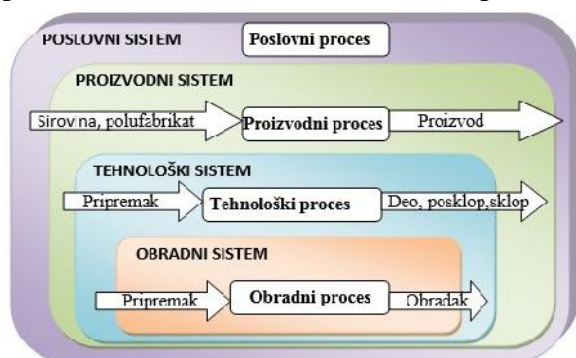 POSLOVNI SISTEM Poslovni proces
PROIZVODNI SISTEM
Sirovina, polufabrikat Proizvodni proces Proizvod
TEHNOLOŠKI SISTEM
Pripremak Tehnološki proces Deo, posklop,sklop
OBRADNI SISTEM
Pripremak Obradni proces Obradak